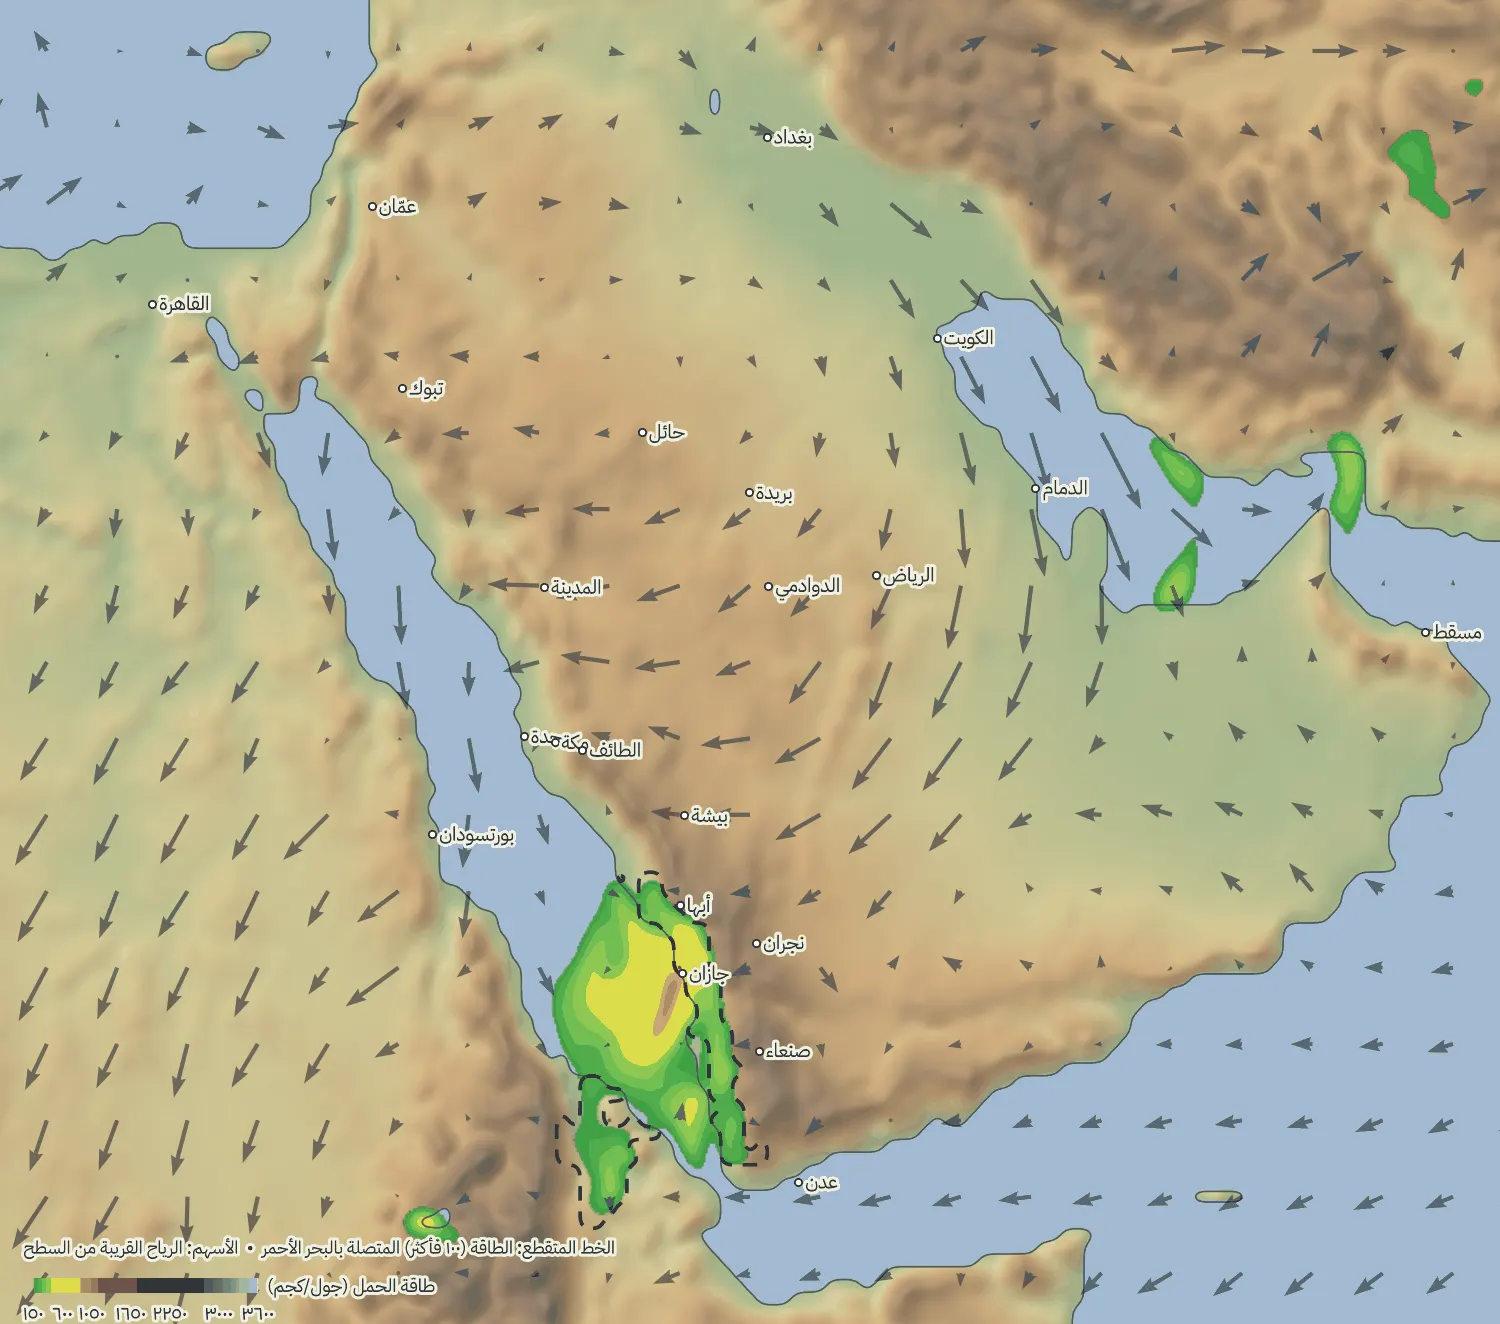 بغداد
عمّان
القاهرة
الكويت
تبوك
حائل
الدمام
بريدة
الرياض
الدوادمي
المدينة
مسقط
جدة
مكة
الطائف
بيشة
بورتسودان
أبها
نجران
جازان
صنعاء
عدن
الخط المتقطع: الطاقة (١٠٠ فأكثر) المتصلة بالبحر الأحمر • الأسهم: الرياح القريبة من السطح
طاقة الحمل (جول/كجم)
١٥٠ ٦٠٠ ١٠٥٠ ١٦٥٠ ٢٢٥٠ ٣٠٠٠ ٣٦٠٠